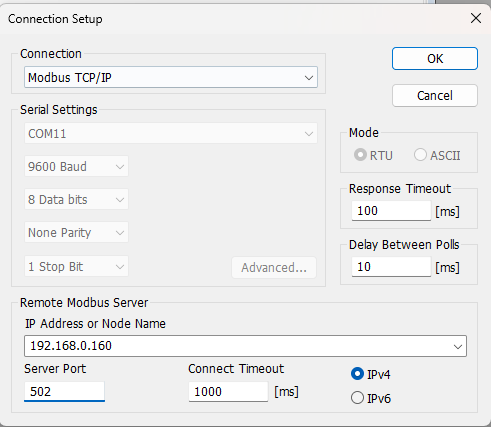 Connection Setup
Connection
Modbus TCP/IP
OK
Cancel
Serial Settings
COM11
9600 Baud
8 Data bits
None Parity
1 Stop Bit
Advanced...
Mode
RTU
ASCII
Response Timeout
100 [ms]
Delay Between Polls
10 [ms]
Remote Modbus Server
IP Address or Node Name
192.168.0.160
Server Port
502
Connect Timeout
1000 [ms]
IPv4
IPv6